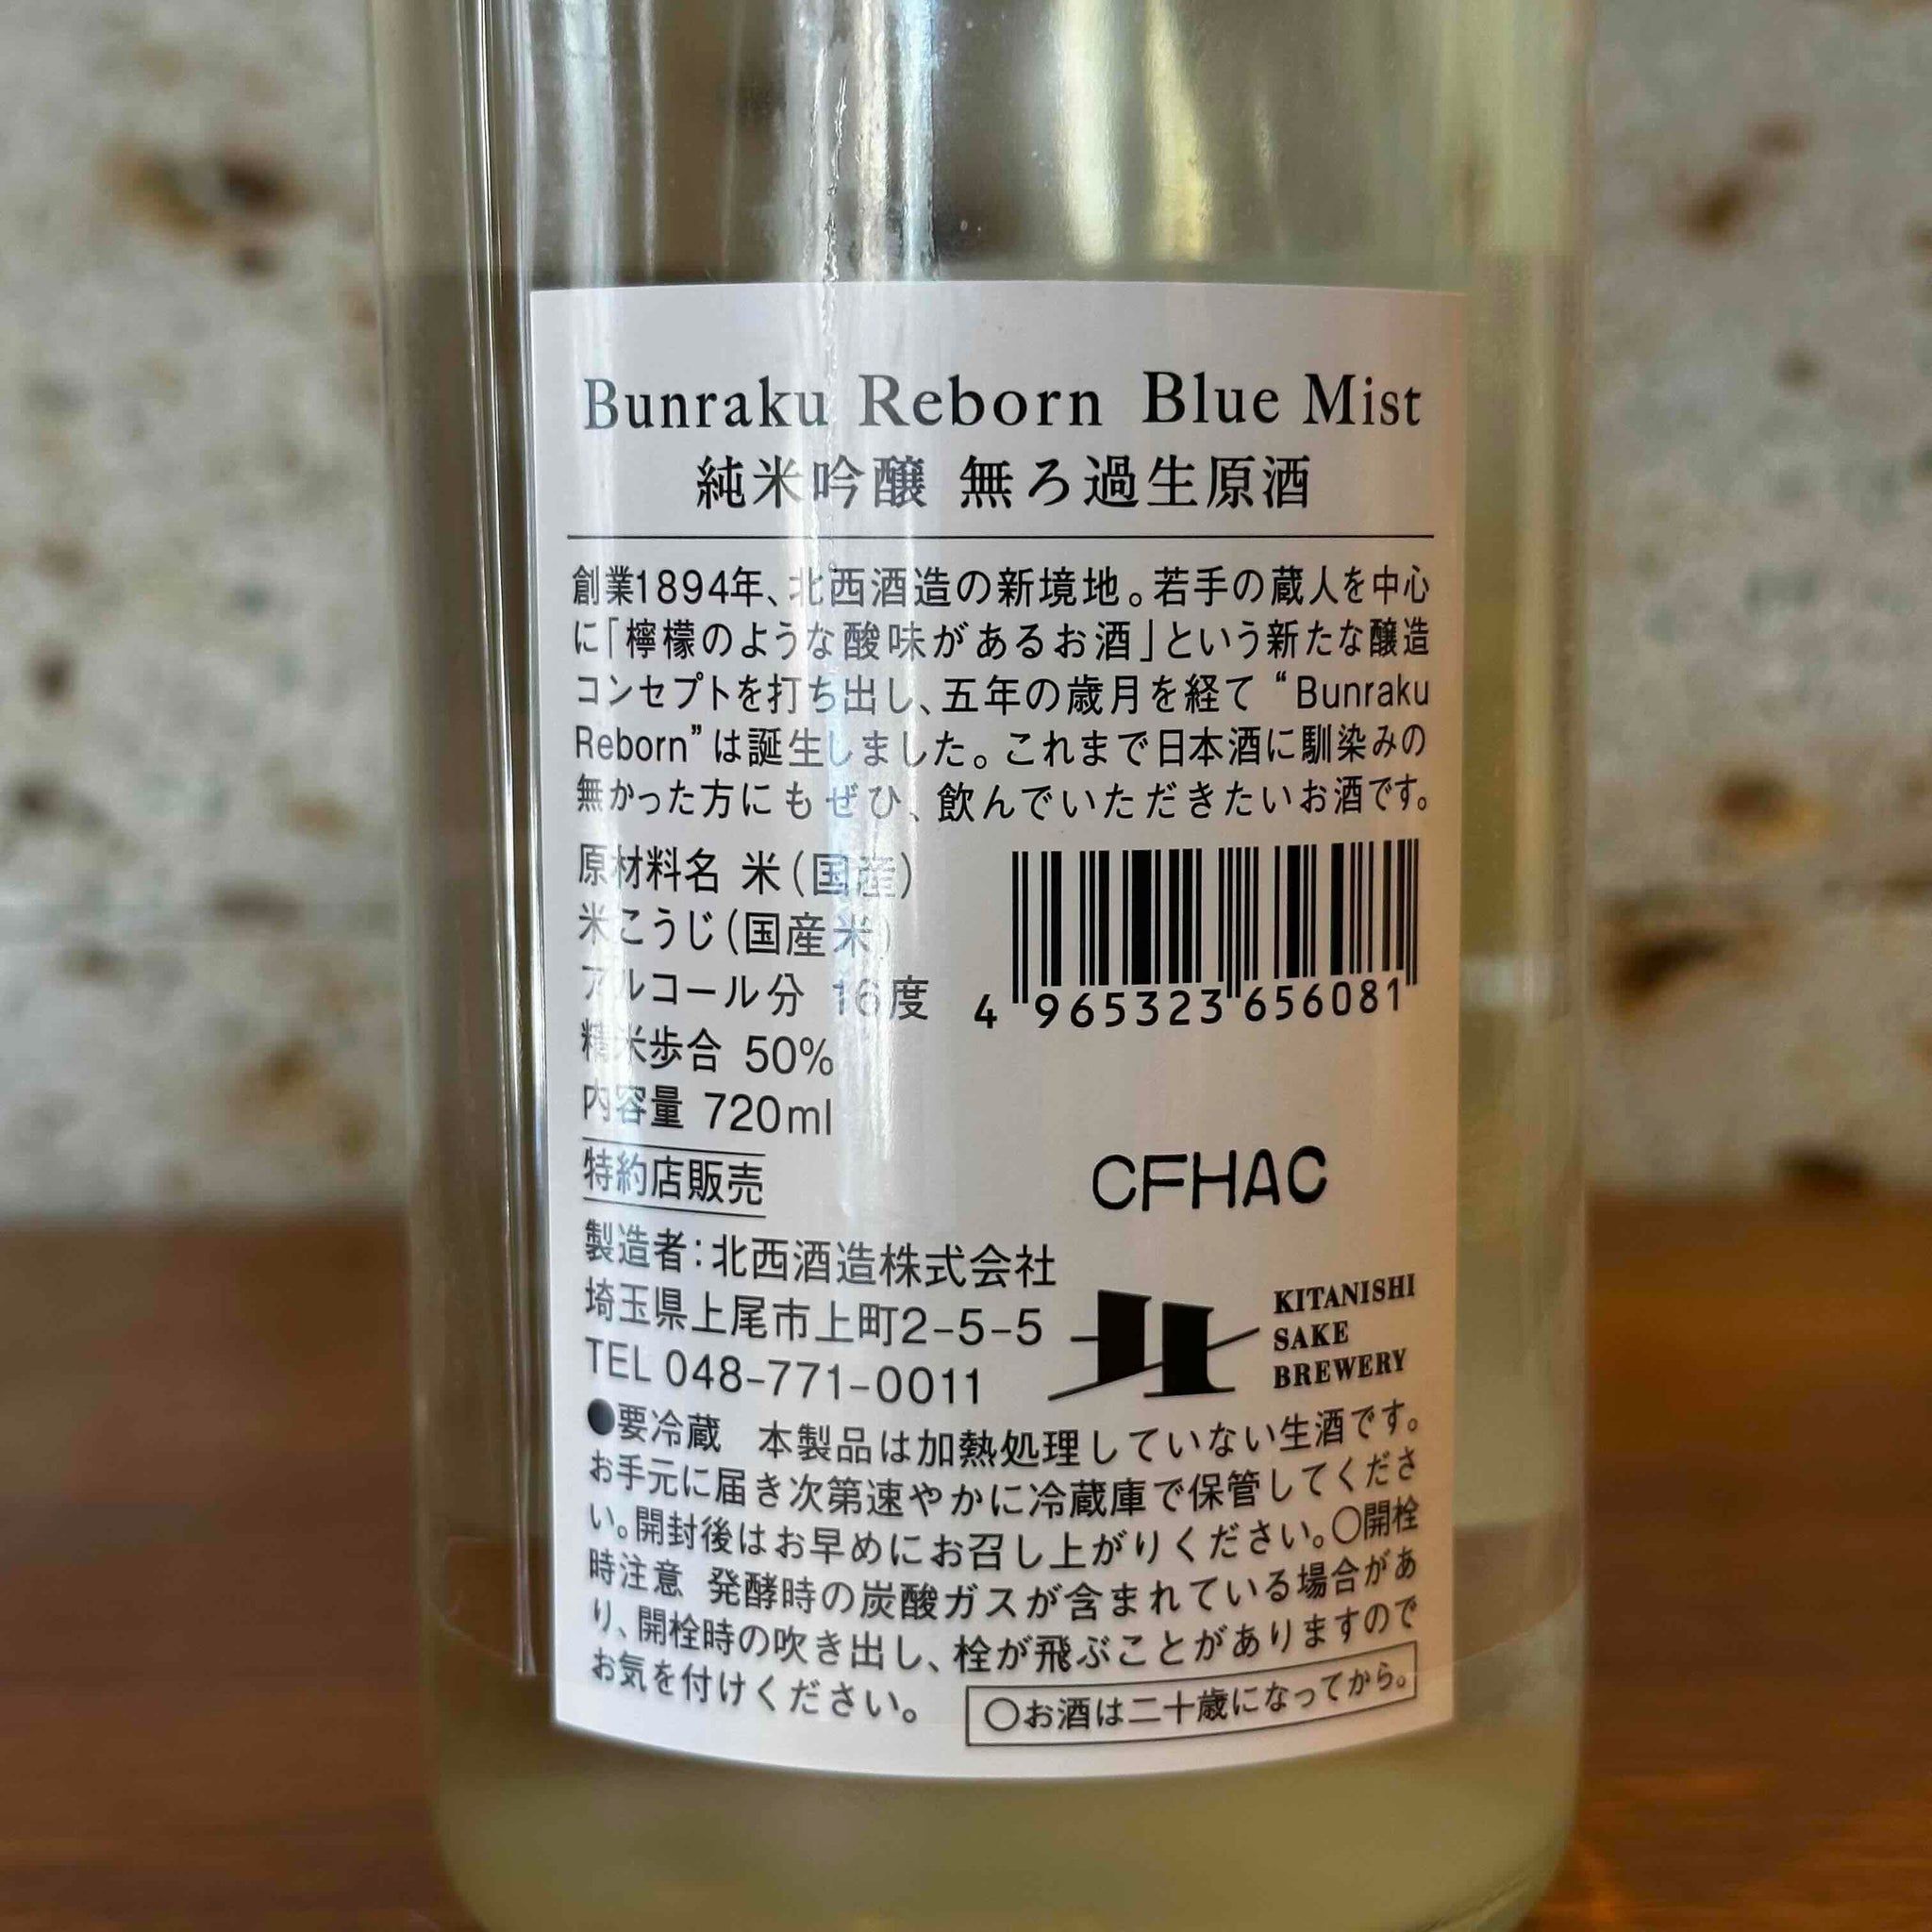 Bunraku Reborn Blue Mist
純米吟醸 無ろ過生原酒
創業1894年、北西酒造の新境地。若手の蔵人を中心
に「檸檬のような酸味があるお酒」という新たな醸造
コンセプトを打ち出し、五年の歳月を経て “Bunraku
Reborn”は誕生しました。これまで日本酒に馴染みの
無かった方にもぜひ、飲んでいただきたいお酒です。
原材料名 米(国産)
米こうじ(国産米)
アルコール分 16度
精米歩合 50%
内容量 720ml
4 965323 656081
特約店販売
CFHAC
製造者:北西酒造株式会社
埼玉県上尾市上町2-5-5
TEL 048-771-0011
KITANISHI
SAKE
BREWERY
●要冷蔵 本製品は加熱処理していない生酒です。
お手元に届き次第速やかに冷蔵庫で保管してくださ
い。開封後はお早めにお召し上がりください。○開栓
時注意 発酵時の炭酸ガスが含まれている場合があ
り、開栓時の吹き出し、栓が飛ぶことがありますので
お気を付けください。
○お酒は二十歳になってから。